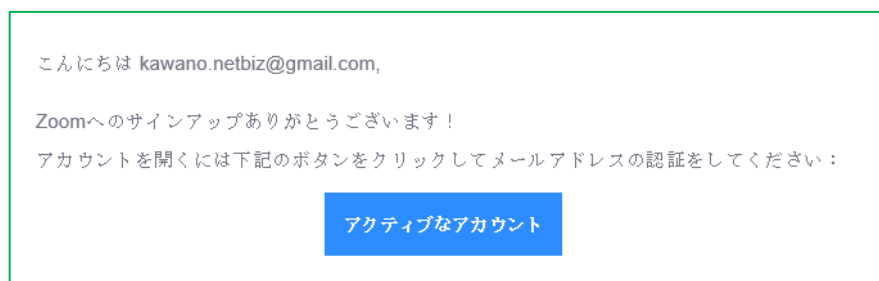 こんにちは kawano.netbiz@gmail.com,
Zoomへのサインアップありがとうございます！
アカウントを開くには下記のボタンをクリックしてメールアドレスの認証をしてください：
アクティブなアカウント